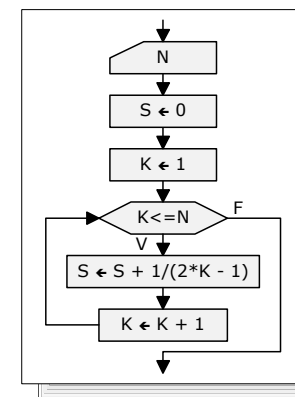 N
S ← 0
K ← 1
K<=N
F
V
S ← S + 1/(2*K - 1)
K ← K + 1